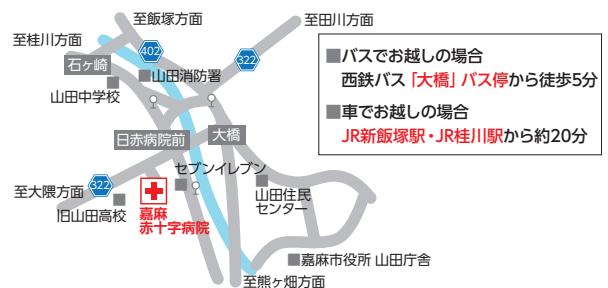 至飯塚方面
至田川方面
至桂川方面
402
322
石ヶ崎
山田消防署
山田中学校
日赤病院前
大橋
セブンイレブン
至大隈方面
322
旧山田高校
嘉麻
赤十字病院
山田住民
センター
嘉麻市役所 山田庁舎
至熊ヶ畑方面
■バスでお越しの場合
西鉄バス「大橋」バス停から徒歩5分
■車でお越しの場合
JR新飯塚駅・JR桂川駅から約20分